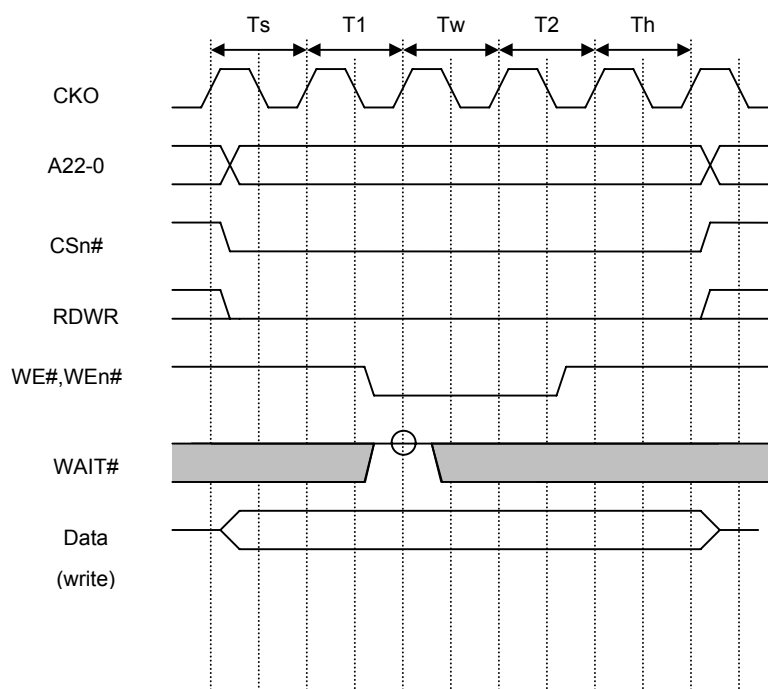 Ts T1 Tw T2 Th
CKO
A22-0
CSn#
RDWR
WE#,WEn#
WAIT#
Data
(write)